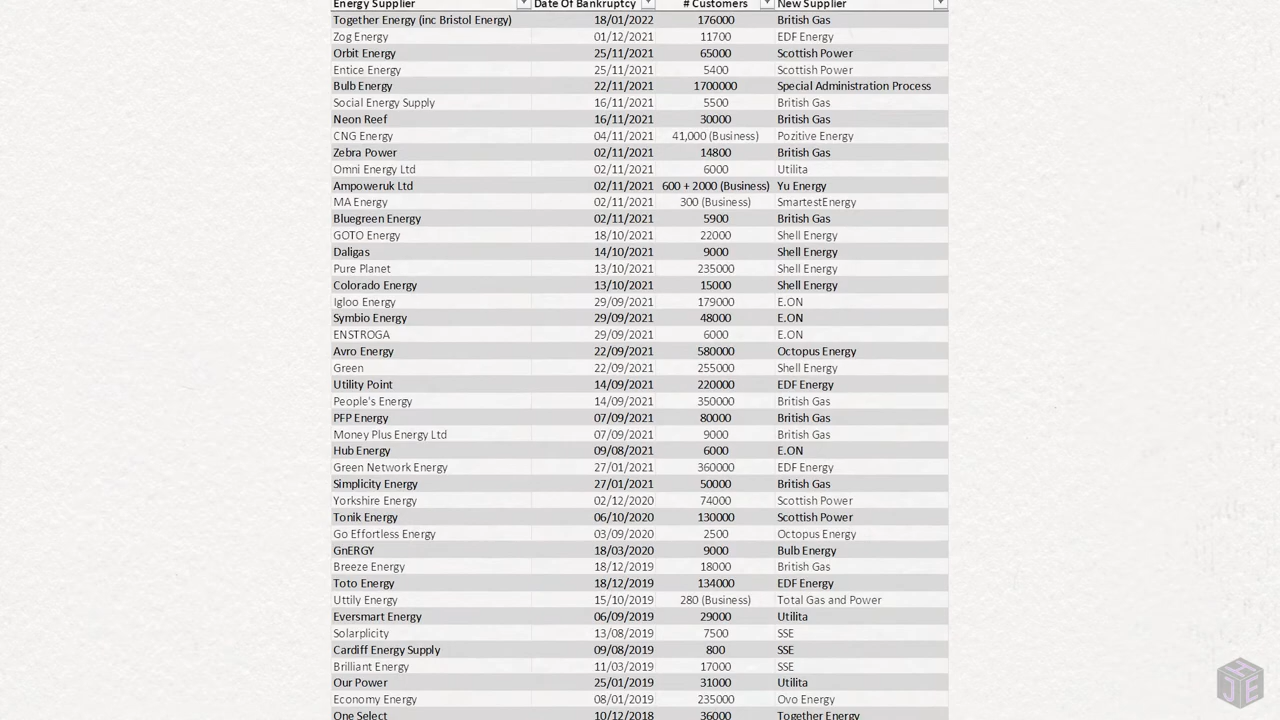 Energy Supplier Date Of Bankruptcy # Customers New Supplier
Together Energy (inc Bristol Energy) 18/01/2022 176000 British Gas
Zog Energy 01/12/2021 11700 EDF Energy
Orbit Energy 25/11/2021 65000 Scottish Power
Entice Energy 25/11/2021 5400 Scottish Power
Bulb Energy 22/11/2021 1700000 Special Administration Process
Social Energy Supply 16/11/2021 5500 British Gas
Neon Reef 16/11/2021 30000 British Gas
CNG Energy 04/11/2021 41,000 (Business) Pozitive Energy
Zebra Power 02/11/2021 14800 British Gas
Omni Energy Ltd 02/11/2021 6000 Utilita
Ampoweruk Ltd 02/11/2021 600 + 2000 (Business) Yu Energy
MA Energy 02/11/2021 300 (Business) SmartestEnergy
Bluegreen Energy 02/11/2021 5900 British Gas
GOTO Energy 18/10/2021 22000 Shell Energy
Daligas 14/10/2021 9000 Shell Energy
Pure Planet 13/10/2021 235000 Shell Energy
Colorado Energy 13/10/2021 15000 Shell Energy
Igloo Energy 29/09/2021 179000 E.ON
Symbio Energy 29/09/2021 48000 E.ON
ENSTROGA 29/09/2021 6000 E.ON
Avro Energy 22/09/2021 580000 Octopus Energy
Green 22/09/2021 255000 Shell Energy
Utility Point 14/09/2021 220000 EDF Energy
People's Energy 14/09/2021 350000 British Gas
PFP Energy 07/09/2021 80000 British Gas
Money Plus Energy Ltd 07/09/2021 9000 British Gas
Hub Energy 09/08/2021 6000 E.ON
Green Network Energy 27/01/2021 360000 EDF Energy
Simplicity Energy 27/01/2021 50000 British Gas
Yorkshire Energy 02/12/2020 74000 Scottish Power
Tonik Energy 06/10/2020 130000 Scottish Power
Go Effortless Energy 03/09/2020 2500 Octopus Energy
GnERGY 18/03/2020 9000 Bulb Energy
Breeze Energy 18/12/2019 18000 British Gas
Toto Energy 18/12/2019 134000 EDF Energy
Uttily Energy 15/10/2019 280 (Business) Total Gas and Power
Eversmart Energy 06/09/2019 29000 Utilita
Solarplicity 13/08/2019 7500 SSE
Cardiff Energy Supply 09/08/2019 800 SSE
Brilliant Energy 11/03/2019 17000 SSE
Our Power 25/01/2019 31000 Utilita
Economy Energy 08/01/2019 235000 Ovo Energy
One Select 10/12/2018 36000 Together Energy
HJE